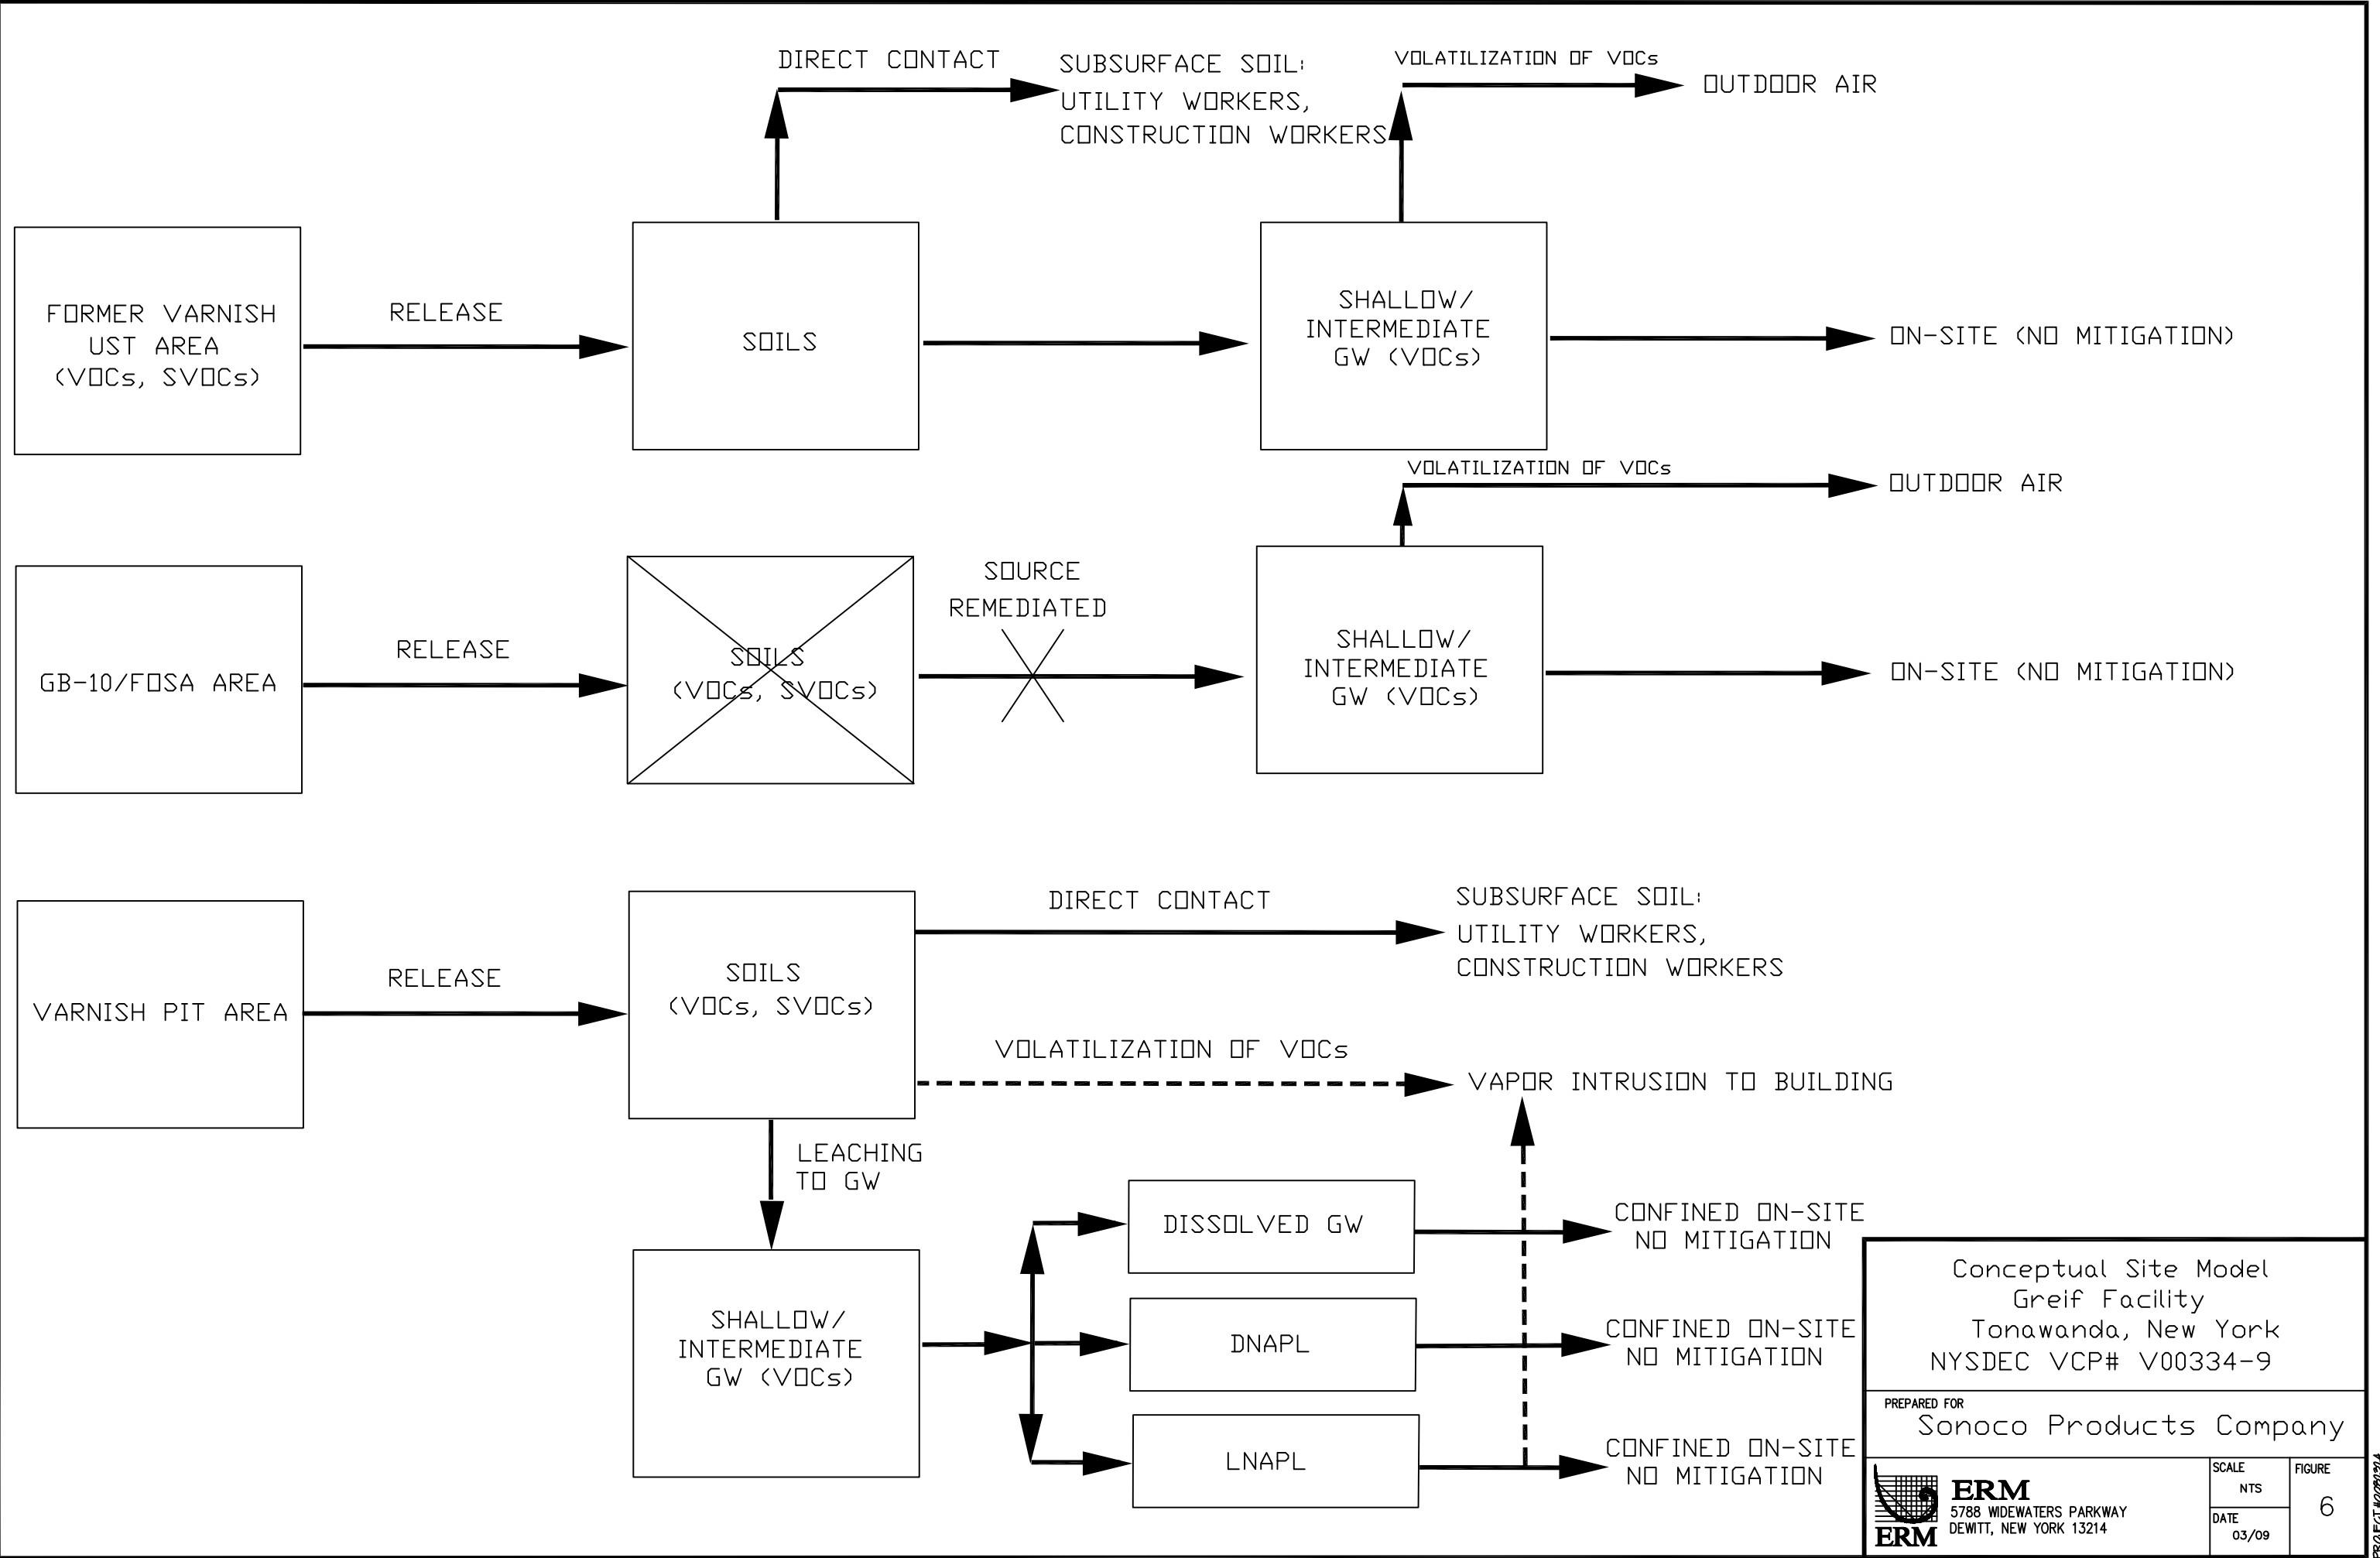 DIRECT CONTACT
SUBSURFACE SOIL:
UTILITY WORKERS,
CONSTRUCTION WORKERS
VOLATILIZATION OF VOCs
OUTDOOR AIR
FORMER VARNISH
UST AREA
(VOCs, SVOCs)
RELEASE
SOILS
SHALLOW/
INTERMEDIATE
GW (VOCs)
ON-SITE (NO MITIGATION)
VOLATILIZATION OF VOCs
OUTDOOR AIR
GB-10/FOSA AREA
RELEASE
SOILS
(VOCs, SVOCs)
SOURCE
REMEDIATED
SHALLOW/
INTERMEDIATE
GW (VOCs)
ON-SITE (NO MITIGATION)
VARNISH PIT AREA
RELEASE
SOILS
(VOCs, SVOCs)
DIRECT CONTACT
SUBSURFACE SOIL:
UTILITY WORKERS,
CONSTRUCTION WORKERS
VOLATILIZATION OF VOCs
VAPOR INTRUSION TO BUILDING
LEACHING
TO GW
SHALLOW/
INTERMEDIATE
GW (VOCs)
DISSOLVED GW
CONFINED ON-SITE
NO MITIGATION
DNAPL
CONFINED ON-SITE
NO MITIGATION
LNAPL
CONFINED ON-SITE
NO MITIGATION
Conceptual Site Model
Greif Facility
Tonawanda, New York
NYSDEC VCP# V00334-9
PREPARED FOR
Sonoco Products Company
ERM
ERM
5788 WIDEWATERS PARKWAY
DEWITT, NEW YORK 13214
SCALE
NTS
DATE
03/09
FIGURE
6